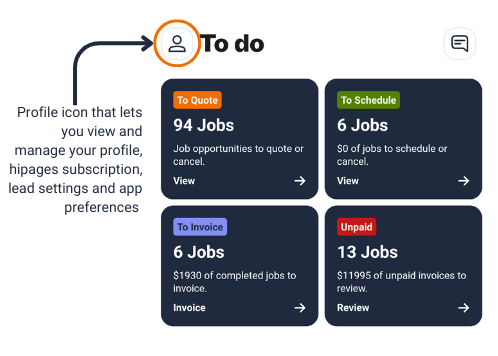 To do
Profile icon that lets
you view and
manage your profile,
hipages subscription,
lead settings and app
preferences
To Quote
94 Jobs
Job opportunities to quote or
cancel.
View
To Schedule
6 Jobs
$0 of jobs to schedule or
cancel.
View
To Invoice
6 Jobs
$1930 of completed jobs to
invoice.
Invoice
Unpaid
13 Jobs
$11995 of unpaid invoices to
review.
Review